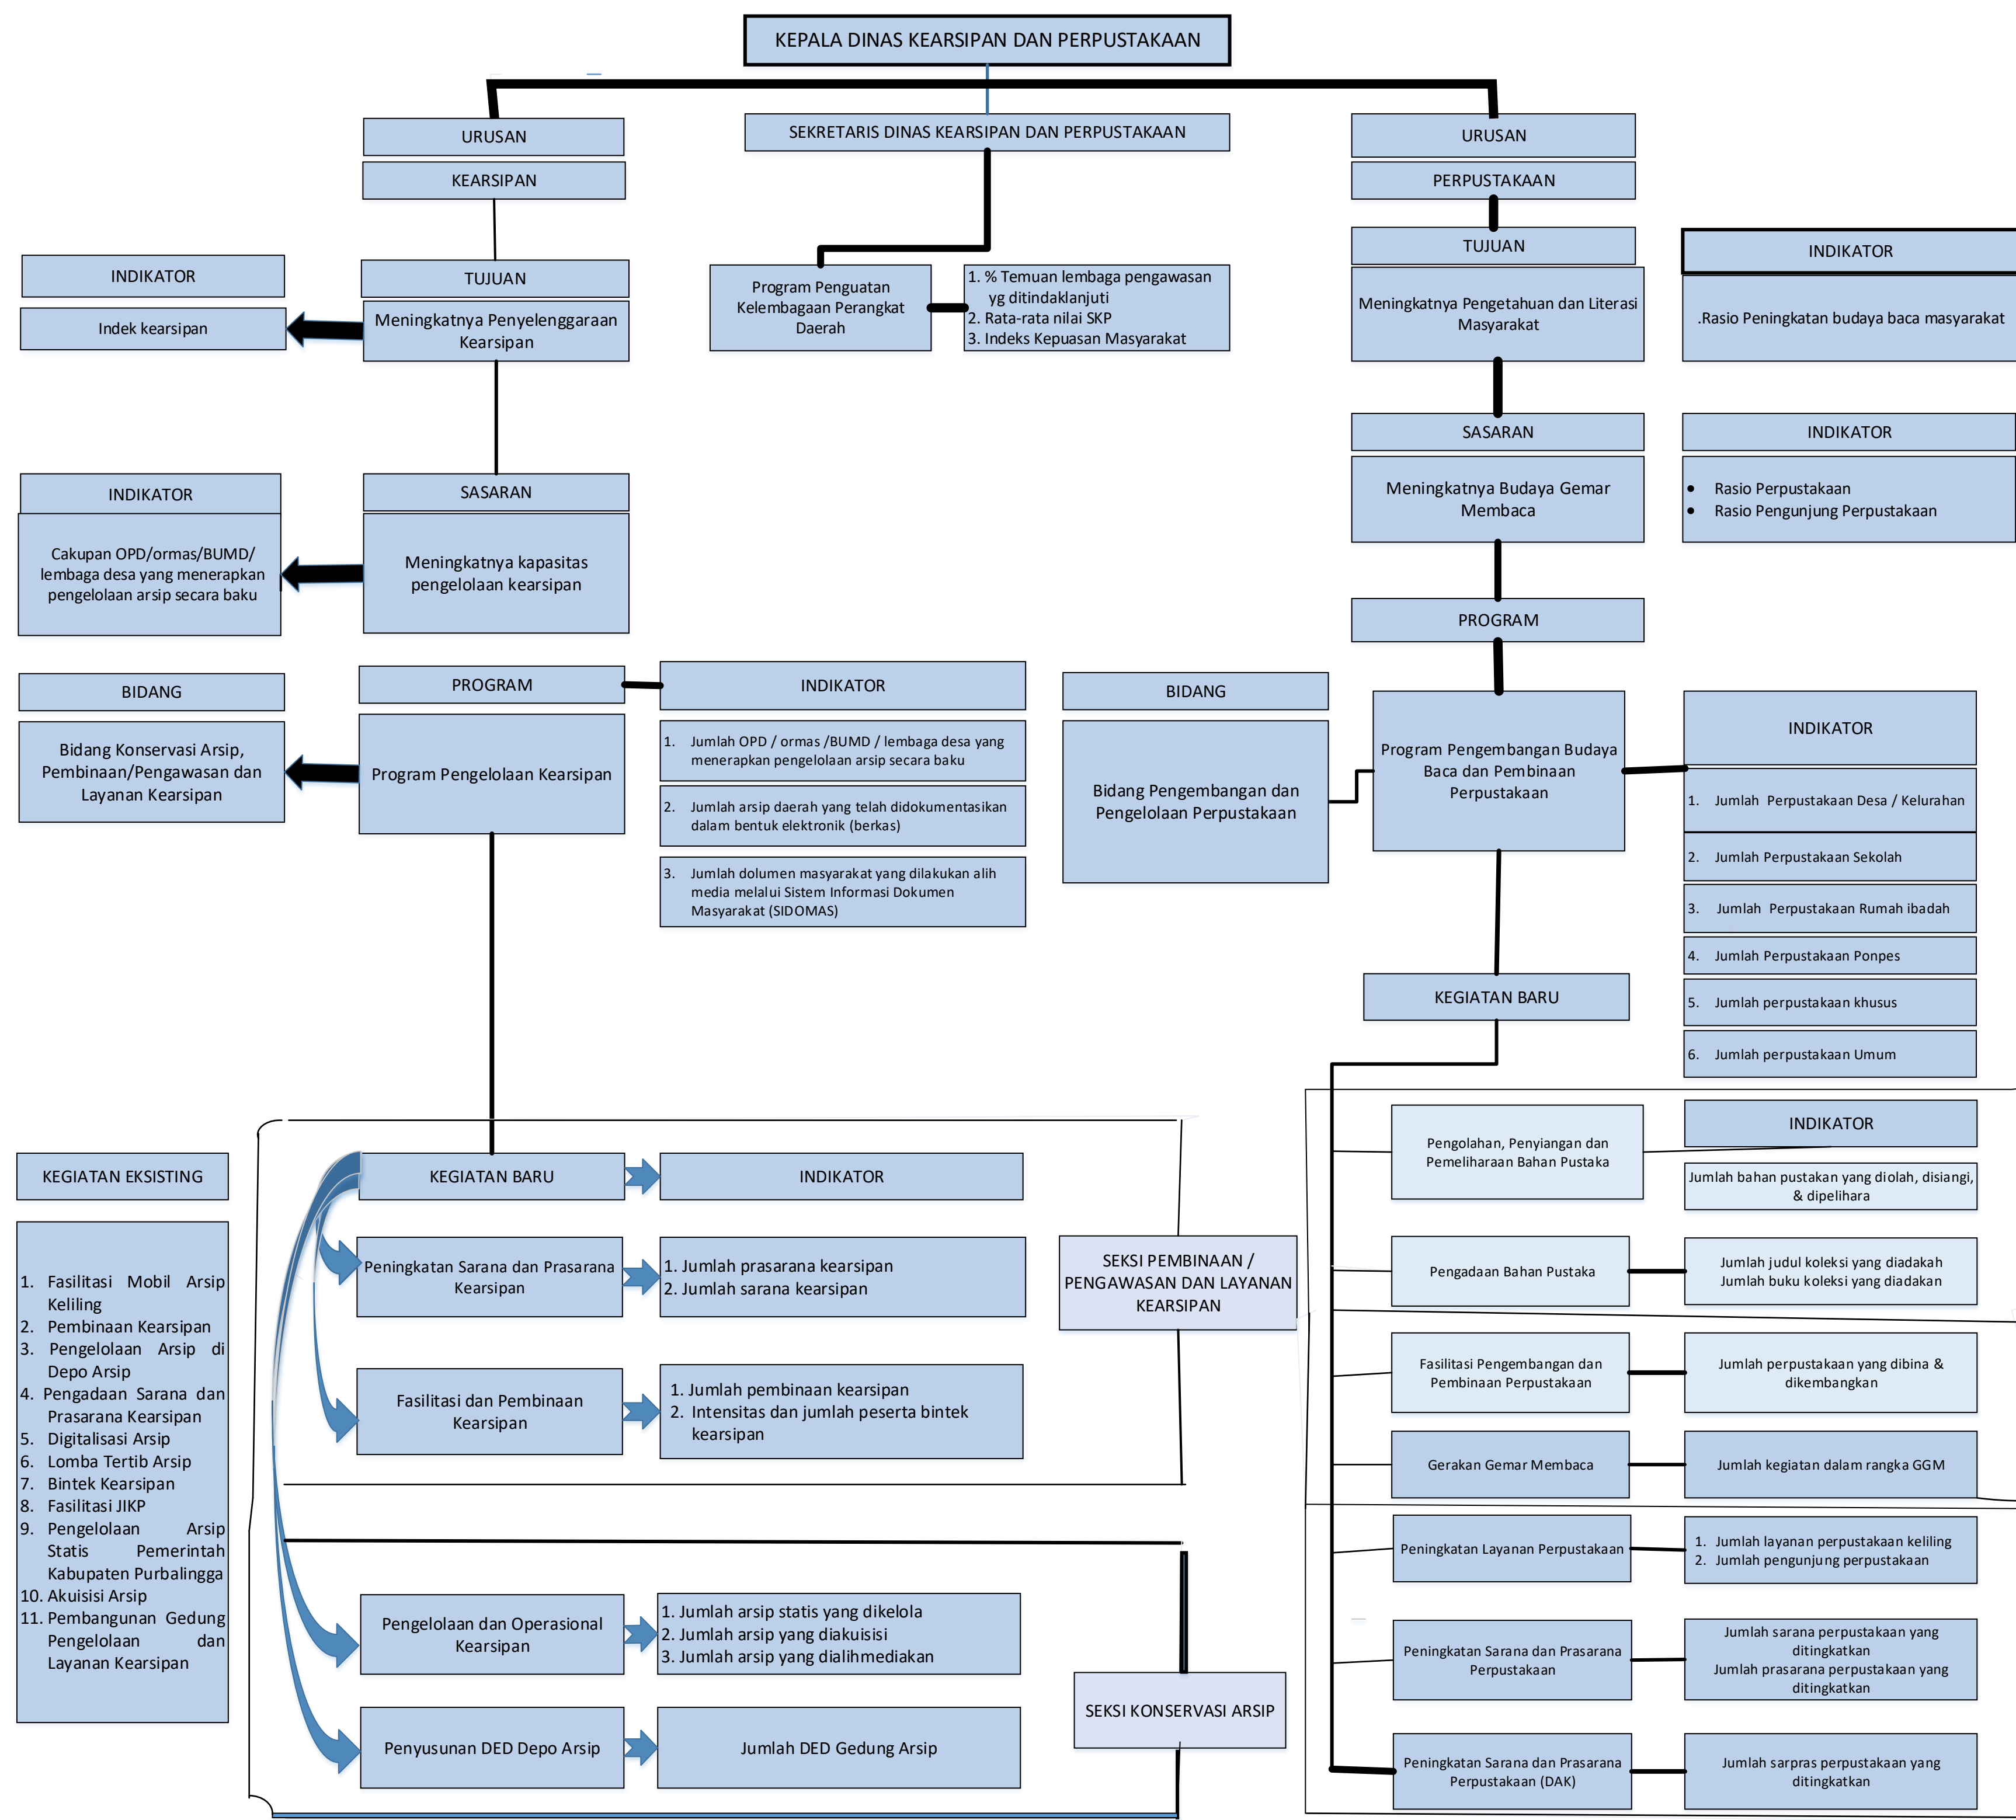 KEPALA DINAS KEARSIPAN DAN PERPUSTAKAAN
URUSAN
KEARSIPAN
SEKRETARIS DINAS KEARSIPAN DAN PERPUSTAKAAN
URUSAN
PERPUSTAKAAN
INDIKATOR
Indek kearsipan
TUJUAN
Meningkatnya Penyelenggaraan
Kearsipan
Program Penguatan
Kelembagaan Perangkat
Daerah
1. % Temuan lembaga pengawasan
yg ditindaklanjuti
2. Rata-rata nilai SKP
3. Indeks Kepuasan Masyarakat
TUJUAN
Meningkatnya Pengetahuan dan Literasi
Masyarakat
INDIKATOR
.Rasio Peningkatan budaya baca masyarakat
SASARAN
Meningkatnya Budaya Gemar
Membaca
INDIKATOR
• Rasio Perpustakaan
• Rasio Pengunjung Perpustakaan
INDIKATOR
Cakupan OPD/ormas/BUMD/
lembaga desa yang menerapkan
pengelolaan arsip secara baku
SASARAN
Meningkatnya kapasitas
pengelolaan kearsipan
PROGRAM
BIDANG
Bidang Konservasi Arsip,
Pembinaan/Pengawasan dan
Layanan Kearsipan
PROGRAM
Program Pengelolaan Kearsipan
INDIKATOR
1. Jumlah OPD / ormas /BUMD / lembaga desa yang
menerapkan pengelolaan arsip secara baku
2. Jumlah arsip daerah yang telah didokumentasikan
dalam bentuk elektronik (berkas)
3. Jumlah dolumen masyarakat yang dilakukan alih
media melalui Sistem Informasi Dokumen
Masyarakat (SIDOMAS)
BIDANG
Bidang Pengembangan dan
Pengelolaan Perpustakaan
Program Pengembangan Budaya
Baca dan Pembinaan
Perpustakaan
INDIKATOR
1. Jumlah Perpustakaan Desa / Kelurahan
2. Jumlah Perpustakaan Sekolah
3. Jumlah Perpustakaan Rumah ibadah
4. Jumlah Perpustakaan Ponpes
5. Jumlah perpustakaan khusus
6. Jumlah perpustakaan Umum
KEGIATAN BARU
KEGIATAN EKSISTING
1. Fasilitasi Mobil Arsip
Keliling
2. Pembinaan Kearsipan
3. Pengelolaan Arsip di
Depo Arsip
4. Pengadaan Sarana dan
Prasarana Kearsipan
5. Digitalisasi Arsip
6. Lomba Tertib Arsip
7. Bintek Kearsipan
8. Fasilitasi JIKP
9. Pengelolaan Arsip
Statis Pemerintah
Kabupaten Purbalingga
10. Akuisisi Arsip
11. Pembangunan Gedung
Pengelolaan dan
Layanan Kearsipan
KEGIATAN BARU
INDIKATOR
Peningkatan Sarana dan Prasarana
Kearsipan
1. Jumlah prasarana kearsipan
2. Jumlah sarana kearsipan
Fasilitasi dan Pembinaan
Kearsipan
1. Jumlah pembinaan kearsipan
2. Intensitas dan jumlah peserta bintek
kearsipan
SEKSI PEMBINAAN /
PENGAWASAN DAN LAYANAN
KEARSIPAN
Pengelolaan dan Operasional
Kearsipan
1. Jumlah arsip statis yang dikelola
2. Jumlah arsip yang diakuisisi
3. Jumlah arsip yang dialihmediakan
Penyusunan DED Depo Arsip
Jumlah DED Gedung Arsip
SEKSI KONSERVASI ARSIP
Pengolahan, Penyiangan dan
Pemeliharaan Bahan Pustaka
INDIKATOR
Jumlah bahan pustakan yang diolah, disiangi,
& dipelihara
Pengadaan Bahan Pustaka
Jumlah judul koleksi yang diadakah
Jumlah buku koleksi yang diadakan
Fasilitasi Pengembangan dan
Pembinaan Perpustakaan
Jumlah perpustakaan yang dibina &
dikembangkan
Gerakan Gemar Membaca
Jumlah kegiatan dalam rangka GGM
Peningkatan Layanan Perpustakaan
1. Jumlah layanan perpustakaan keliling
2. Jumlah pengunjung perpustakaan
Peningkatan Sarana dan Prasarana
Perpustakaan
Jumlah sarana perpustakaan yang
ditingkatkan
Jumlah prasarana perpustakaan yang
ditingkatkan
Peningkatan Sarana dan Prasarana
Perpustakaan (DAK)
Jumlah sarpras perpustakaan yang
ditingkatkan